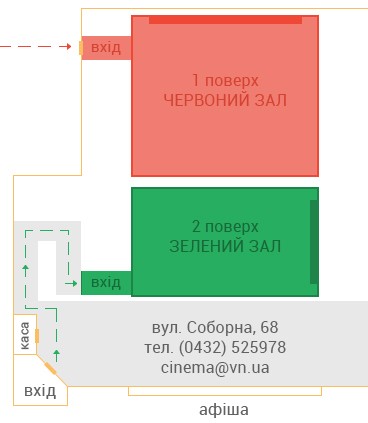 вхід
1 поверх
ЧЕРВОНИЙ ЗАЛ
2 поверх
ЗЕЛЕНИЙ ЗАЛ
вхід
вул. Соборна, 68
тел. (0432) 525978
cinema@vn.ua
каса
вхід
афіша